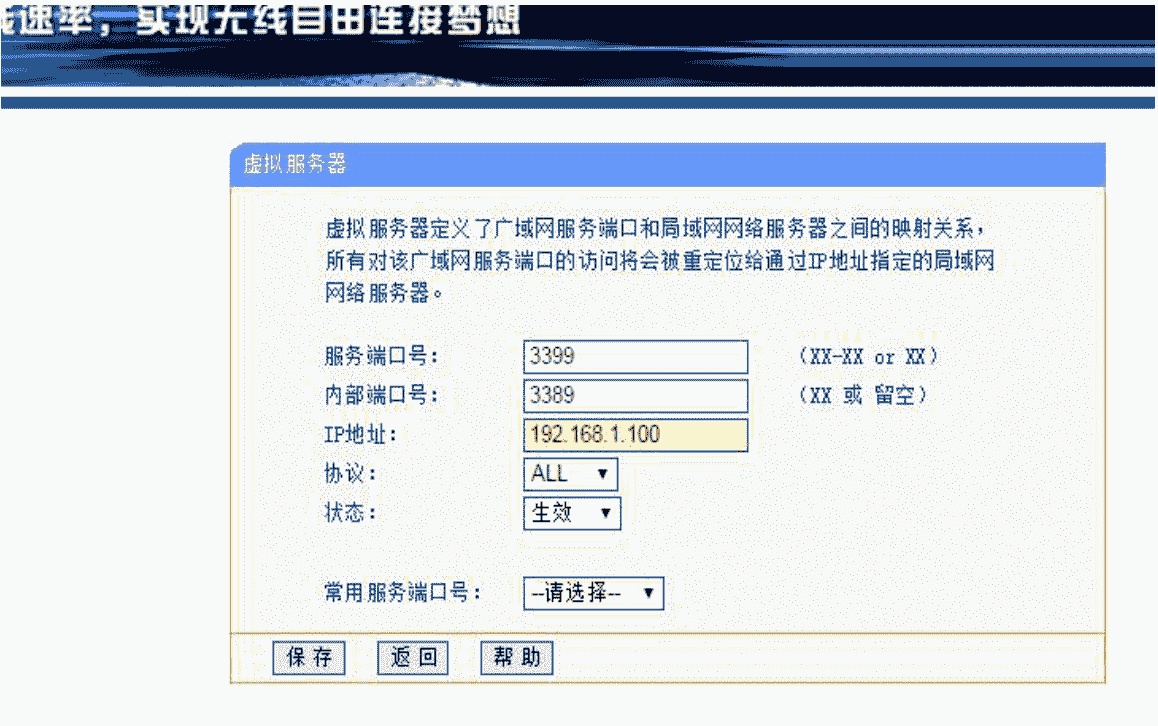 速率，实现无线自由连接梦想
虚拟服务器
虚拟服务器定义了广域网服务端口和局域网网络服务器之间的映射关系，
所有对该广域网服务端口的访问将会被重定位给通过IP地址指定的局域网
网络服务器。
服务端口号： 3399 （XX-XX or XX）
内部端口号： 3389 （XX 或 留空）
IP地址： 192.168.1.100
协议： ALL
状态： 生效
常用服务端口号： --请选择--
保 存 返 回 帮 助